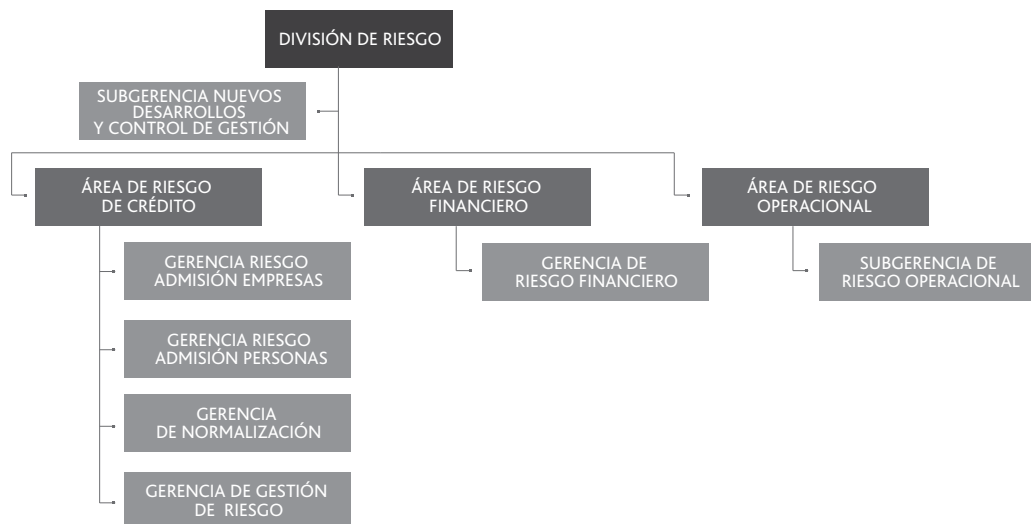 DIVISIÓN DE RIESGO
SUBGERENCIA NUEVOS
DESARROLLOS
Y CONTROL DE GESTIÓN
ÁREA DE RIESGO
DE CRÉDITO
ÁREA DE RIESGO
FINANCIERO
ÁREA DE RIESGO
OPERACIONAL
GERENCIA RIESGO
ADMISIÓN EMPRESAS
GERENCIA DE
RIESGO FINANCIERO
SUBGERENCIA DE
RIESGO OPERACIONAL
GERENCIA RIESGO
ADMISIÓN PERSONAS
GERENCIA
DE NORMALIZACIÓN
GERENCIA DE GESTIÓN
DE RIESGO